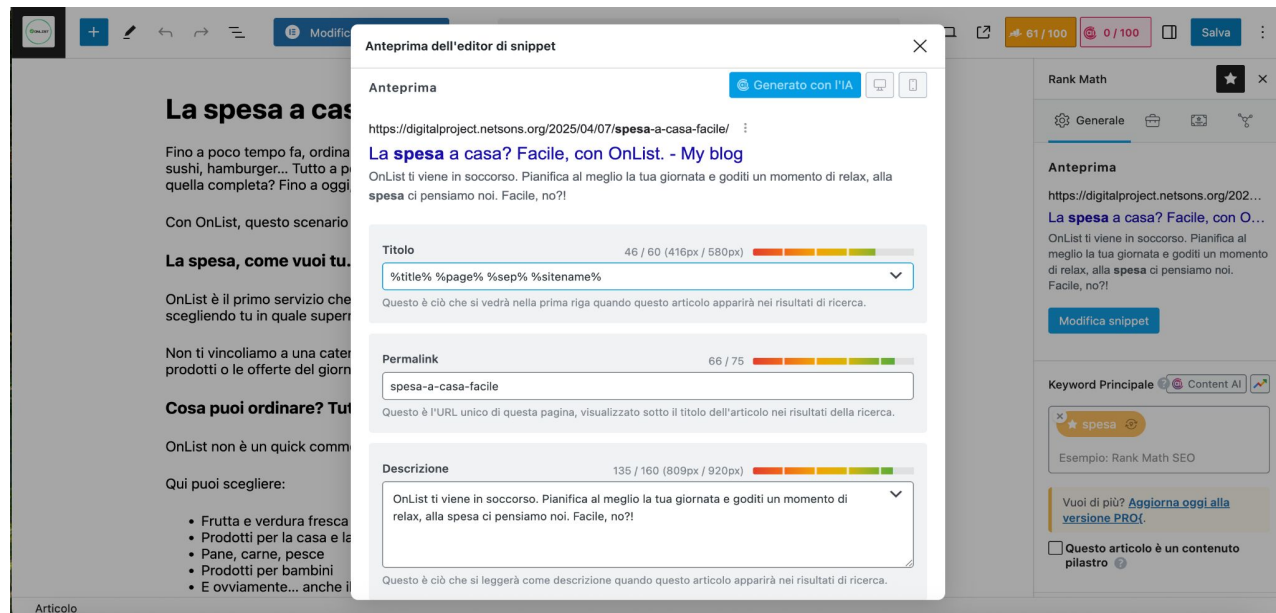 OnList
Modific
61 / 100
0 / 100
Salva
Anteprima dell'editor di snippet
Anteprima
Generato con l'IA
https://digitalproject.netsons.org/2025/04/07/spesa-a-casa-facile/
La spesa a casa? Facile, con OnList. - My blog
OnList ti viene in soccorso. Pianifica al meglio la tua giornata e goditi un momento di relax, alla
spesa ci pensiamo noi. Facile, no?!
Titolo
46 / 60 (416px / 580px)
%title% %page% %sep% %sitename%
Questo è ciò che si vedrà nella prima riga quando questo articolo apparirà nei risultati di ricerca.
Permalink
66 / 75
spesa-a-casa-facile
Questo è l'URL unico di questa pagina, visualizzato sotto il titolo dell'articolo nei risultati della ricerca.
Descrizione
135 / 160 (809px / 920px)
OnList ti viene in soccorso. Pianifica al meglio la tua giornata e goditi un momento di
relax, alla spesa ci pensiamo noi. Facile, no?!
Questo è ciò che si leggerà come descrizione quando questo articolo apparirà nei risultati di ricerca.
La spesa a cas
Fino a poco tempo fa, ordina
sushi, hamburger... Tutto a p
quella completa? Fino a oggi
Con OnList, questo scenario
La spesa, come vuoi tu.
OnList è il primo servizio che
scegliendo tu in quale superr
Non ti vincoliamo a una cater
prodotti o le offerte del giorn
Cosa puoi ordinare? Tut
OnList non è un quick comm
Qui puoi scegliere:
• Frutta e verdura fresca
• Prodotti per la casa e la
• Pane, carne, pesce
• Prodotti per bambini
• E ovviamente... anche il
Articolo
Rank Math
Generale
Anteprima
https://digitalproject.netsons.org/202...
La spesa a casa? Facile, con O...
OnList ti viene in soccorso. Pianifica al
meglio la tua giornata e goditi un momento
di relax, alla spesa ci pensiamo noi.
Facile, no?!
Modifica snippet
Keyword Principale
Content AI
spesa
Esempio: Rank Math SEO
Vuoi di più? Aggiorna oggi alla
versione PRO{.
Questo articolo è un contenuto
pilastro